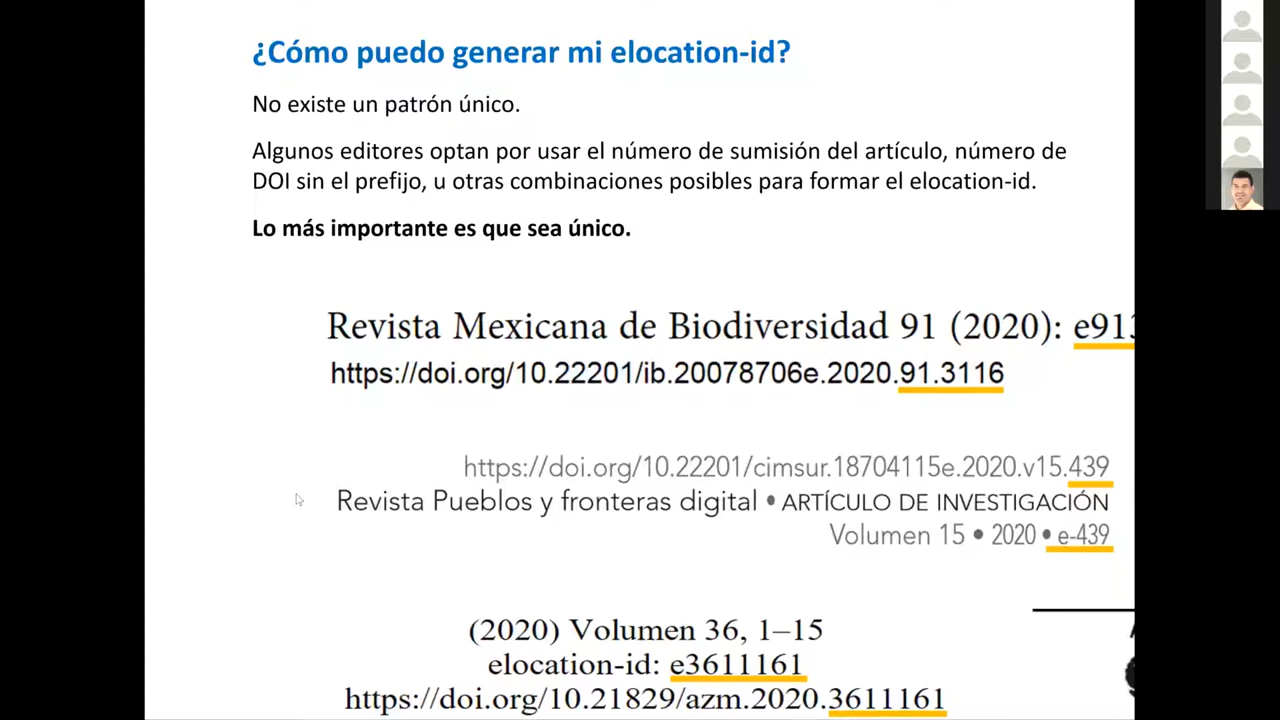 ¿Cómo puedo generar mi elocation-id?
No existe un patrón único.
Algunos editores optan por usar el número de sumisión del artículo, número de
DOI sin el prefijo, u otras combinaciones posibles para formar el elocation-id.
Lo más importante es que sea único.
Revista Mexicana de Biodiversidad 91 (2020): e913
https://doi.org/10.22201/ib.20078706e.2020.91.3116
https://doi.org/10.22201/cimsur.18704115e.2020.v15.439
Revista Pueblos y fronteras digital • ARTÍCULO DE INVESTIGACIÓN
Volumen 15 • 2020 • e-439
(2020) Volumen 36, 1–15
elocation-id: e3611161
https://doi.org/10.21829/azm.2020.3611161